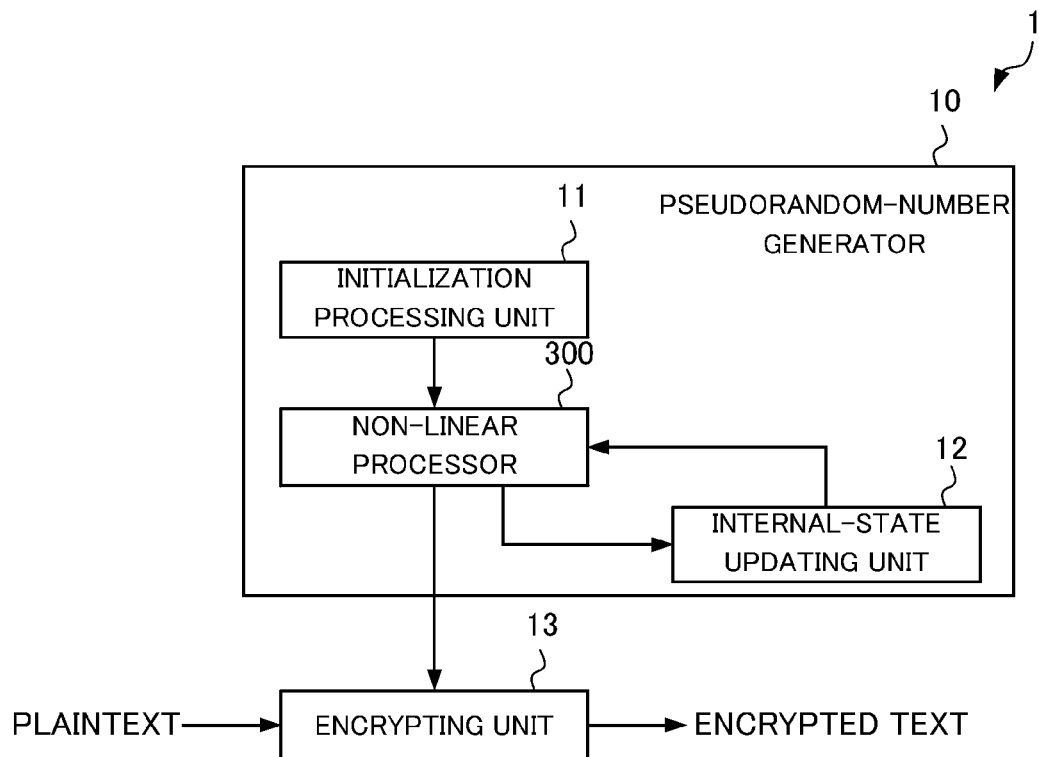 1
10
PSEUDORANDOM-NUMBER
GENERATOR
11
INITIALIZATION
PROCESSING UNIT
300
NON-LINEAR
PROCESSOR
12
INTERNAL-STATE
UPDATING UNIT
13
PLAINTEXT
ENCRYPTING UNIT
ENCRYPTED TEXT